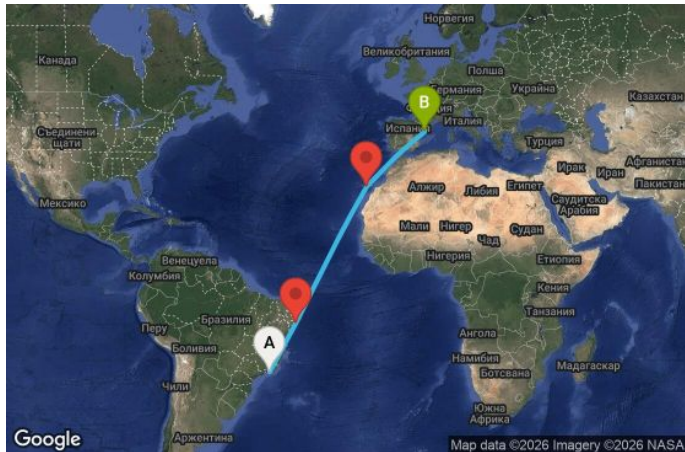 Норвегия
Канада
Великобритания
Полша
Германия
Украйна
Казахстан
B
Испания
Италия
Съединени
щати
Турция
Ирак
Афганистан
Иран
Пакистан
Алжир
Либия
Египет
Саудитска
Арабия
Мексико
Мали
Нигер
Чад
Судан
Нигерия
Етиопия
Венецуела
Колумбия
Кения
Танзания
Перу
Бразилия
Ангола
A
Боливия
Намибия
Ботсвана
Мадагаскар
Чили
Южна
Африка
Аржентина
Google
Map data ©2026 Imagery ©2026 NASA